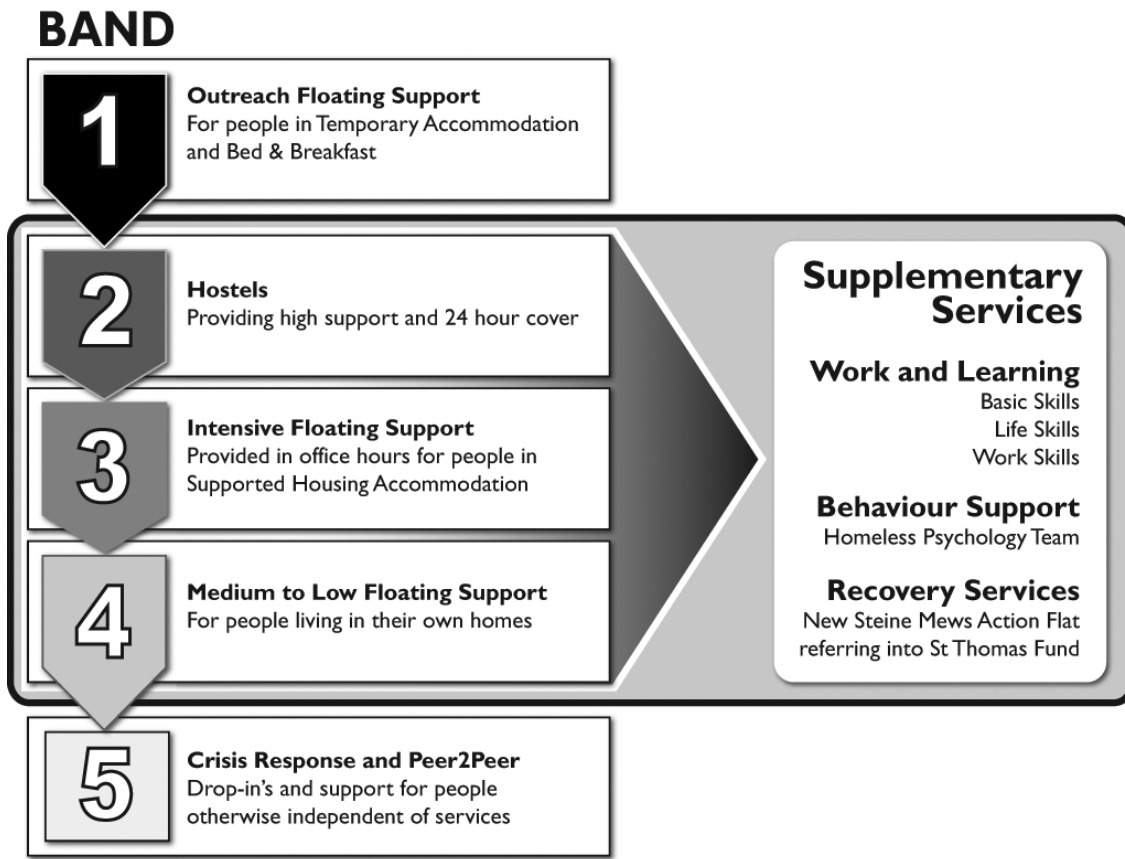 BAND
1
Outreach Floating Support
For people in Temporary Accommodation
and Bed & Breakfast
2
Hostels
Providing high support and 24 hour cover
3
Intensive Floating Support
Provided in office hours for people in
Supported Housing Accommodation
4
Medium to Low Floating Support
For people living in their own homes
5
Crisis Response and Peer2Peer
Drop-in's and support for people
otherwise independent of services
Supplementary
Services
Work and Learning
Basic Skills
Life Skills
Work Skills
Behaviour Support
Homeless Psychology Team
Recovery Services
New Steine Mews Action Flat
referring into St Thomas Fund